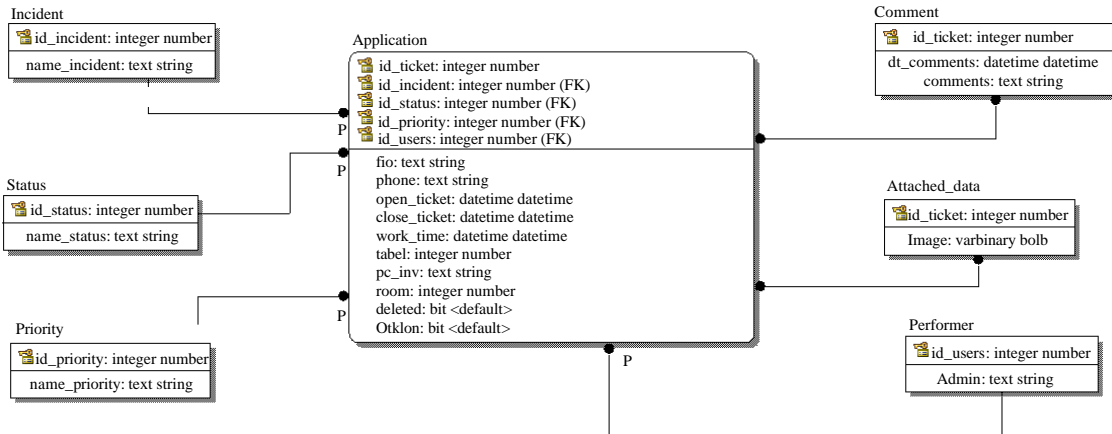 Incident
id_incident: integer number
name_incident: text string
Status
id_status: integer number
name_status: text string
Priority
id_priority: integer number
name_priority: text string
Application
id_ticket: integer number
id_incident: integer number (FK)
id_status: integer number (FK)
id_priority: integer number (FK)
id_users: integer number (FK)
fio: text string
phone: text string
open_ticket: datetime datetime
close_ticket: datetime datetime
work_time: datetime datetime
tabel: integer number
pc_inv: text string
room: integer number
deleted: bit <default>
Otklon: bit <default>
P
P
P
P
Comment
id_ticket: integer number
dt_comments: datetime datetime
comments: text string
Attached_data
id_ticket: integer number
Image: varbinary bolb
Performer
id_users: integer number
Admin: text string